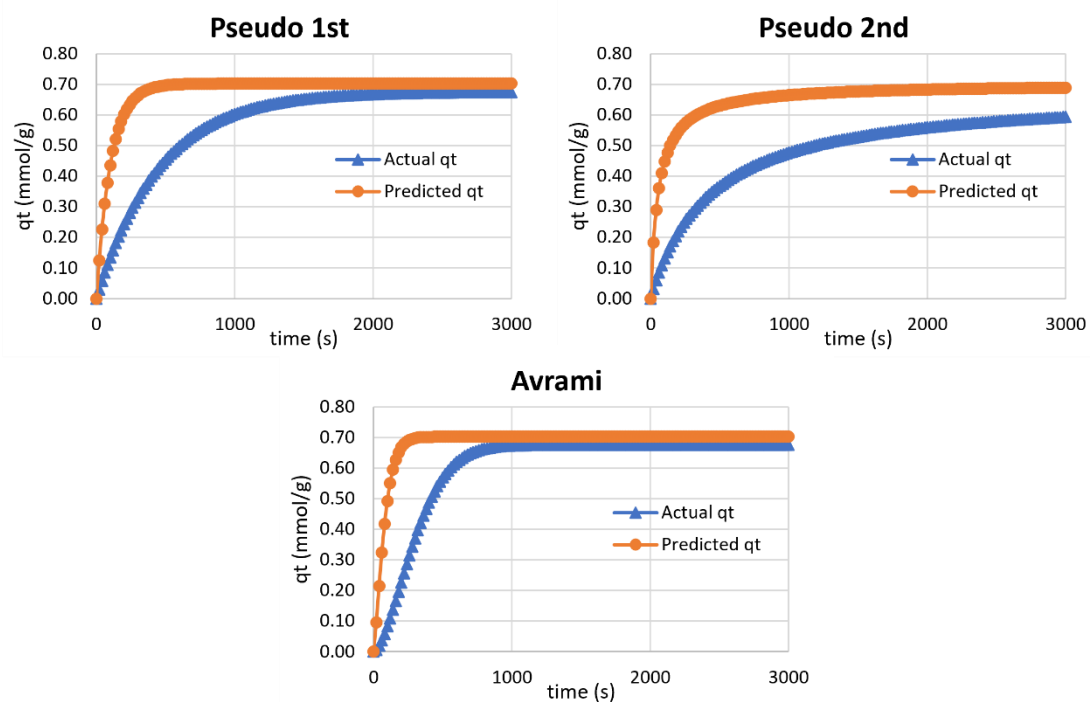 Pseudo 1st
0.80
0.70
0.60
0.50
0.40
0.30
0.20
0.10
0.00
qt (mmol/g)
Actual qt
Predicted qt
0 1000 2000 3000
time (s)
Pseudo 2nd
0.80
0.70
0.60
0.50
0.40
0.30
0.20
0.10
0.00
qt (mmol/g)
Actual qt
Predicted qt
0 1000 2000 3000
time (s)
Avrami
0.80
0.70
0.60
0.50
0.40
0.30
0.20
0.10
0.00
qt (mmol/g)
Actual qt
Predicted qt
0 1000 2000 3000
time (s)